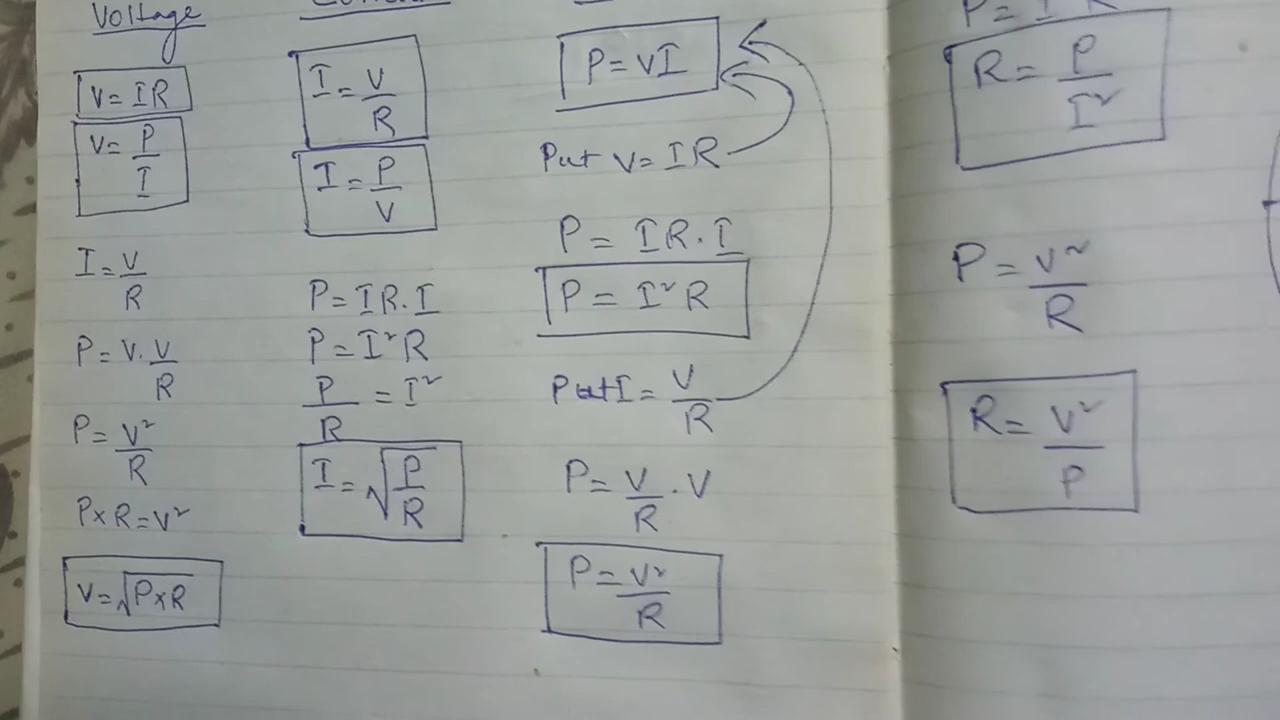 Voltage
V = IR
V = P/I
I = V/R
P = V. V/R
P = V²/R
P×R = V²
V = √P×R
I = V/R
I = P/V
P = IR.I
P = I²R
P/R = I²
I = √P/R
P = VI
Put V = IR
P = IR.I
P = I²R
Put I = V/R
P = V/R . V
P = V²/R
R = P/I²
P = V²/R
R = V²/P